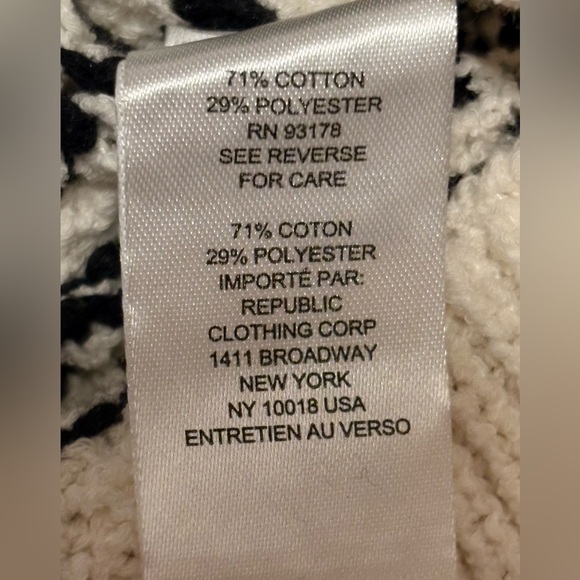 71% COTTON
29% POLYESTER
RN 93178
SEE REVERSE
FOR CARE
71% COTON
29% POLYESTER
IMPORTÉ PAR:
REPUBLIC
CLOTHING CORP
1411 BROADWAY
NEW YORK
NY 10018 USA
ENTRETIEN AU VERSO